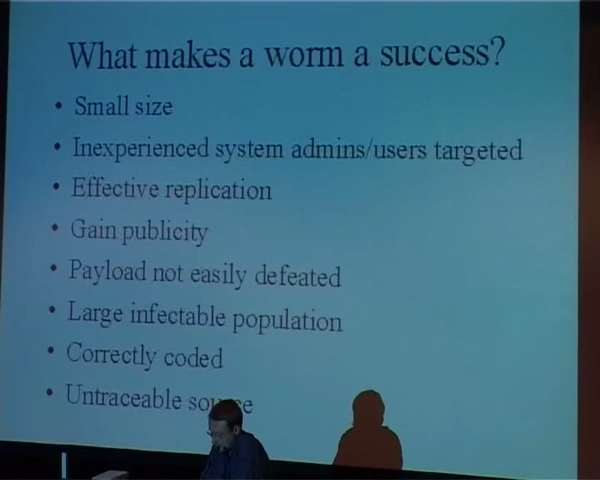 What makes a worm a success?
• Small size
• Inexperienced system admins/users targeted
• Effective replication
• Gain publicity
• Payload not easily defeated
• Large infectable population
• Correctly coded
• Untraceable source